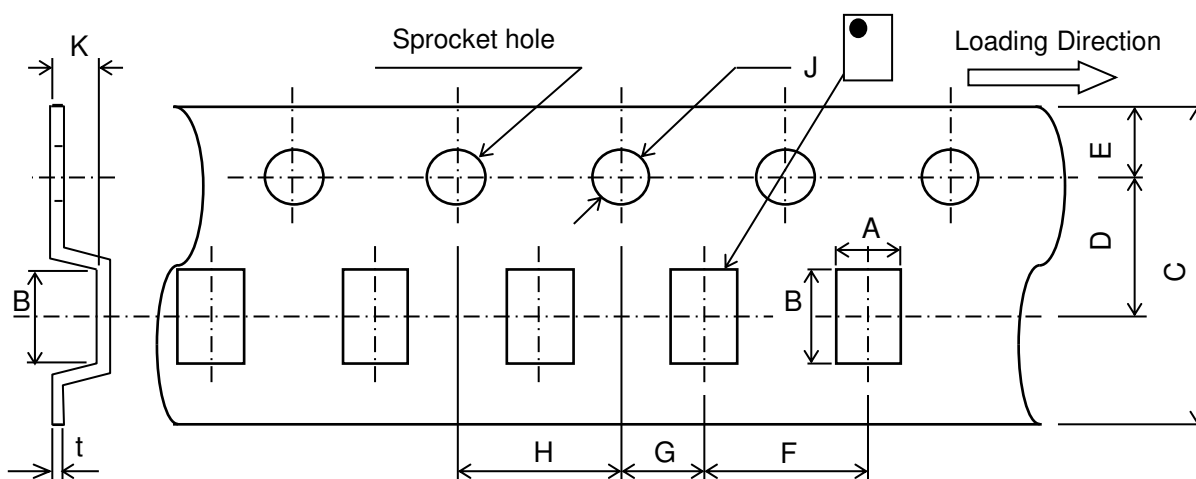 K
Sprocket hole
J
Loading Direction
E
A
D
C
B
B
t
H
G
F